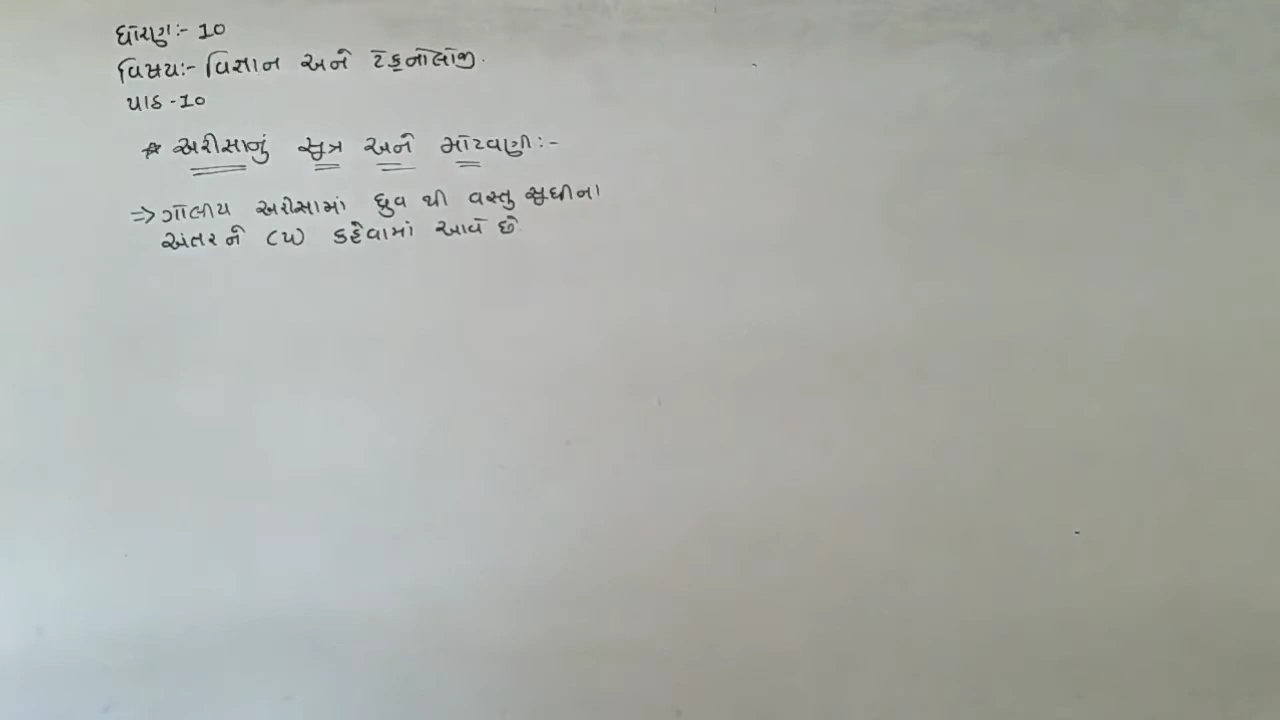 ધોરણ:- 10
વિષય:- વિજ્ઞાન અને ટેકનોલોજી.
પાઠ -10
* અરીસાનું સુત્ર અને મોટવણી:-
⇒ ગોલીય અરીસામાં ધ્રુવ થી વસ્તુ સુધીના
અંતર ને (u) કહેવામાં આવે છે